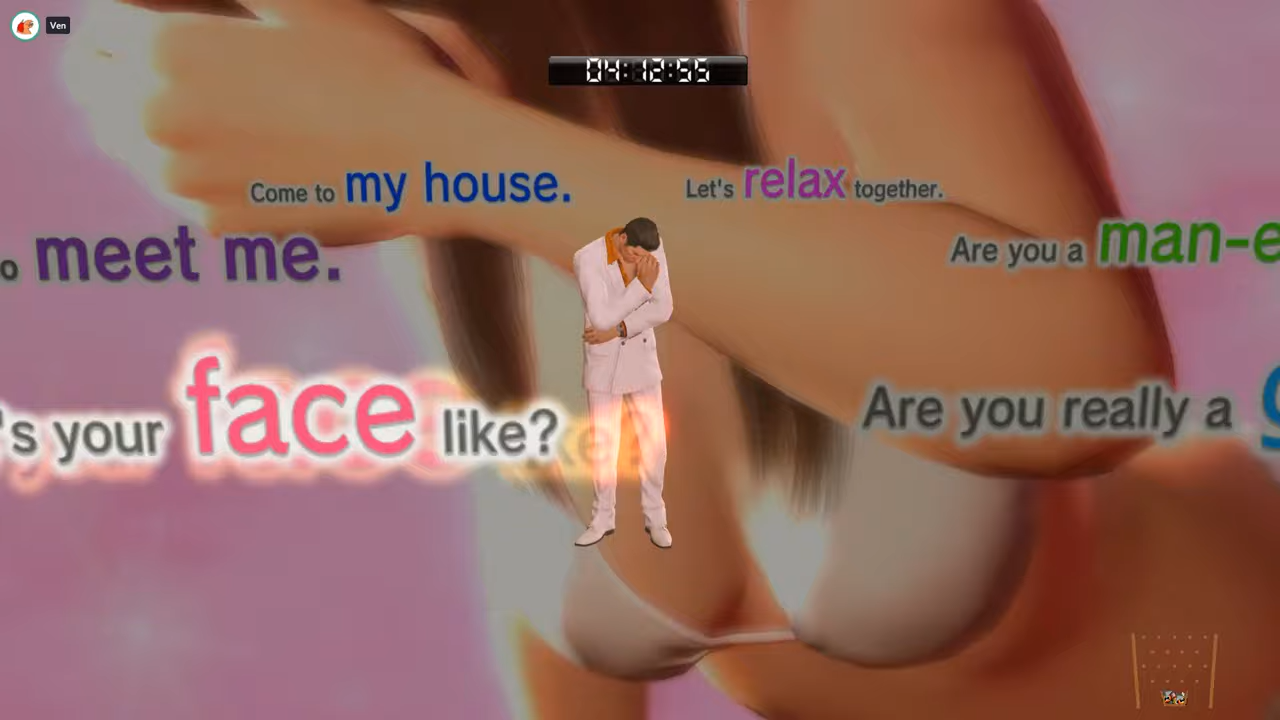 Ven
04:12:55
Come to my house.
Let's relax together.
o meet me.
Are you a man-e
's your face like?
Are you really a